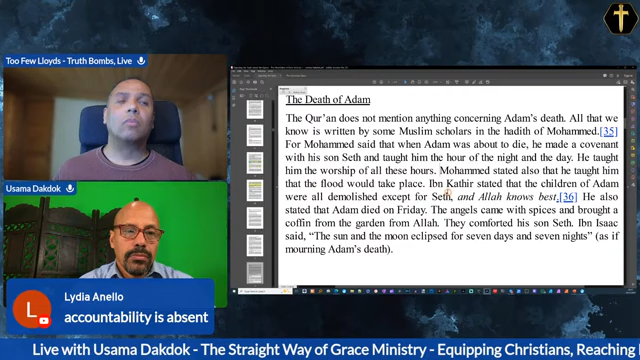 Too Few Lloyds - Truth Bombs, Live
Usama Dakdok
Lydia Anello
accountability is absent
The Death of Adam
The Qur'an does not mention anything concerning Adam's death. All that we
know is written by some Muslim scholars in the hadith of Mohammed.[35]
For Mohammed said that when Adam was about to die, he made a covenant
with his son Seth and taught him the hour of the night and the day. He taught
him the worship of all these hours. Mohammed stated also that he taught him
that the flood would take place. Ibn Kathir stated that the children of Adam
were all demolished except for Seth, and Allah knows best.[36] He also
stated that Adam died on Friday. The angels came with spices and brought a
coffin from the garden from Allah. They comforted his son Seth. Ibn Isaac
said, "The sun and the moon eclipsed for seven days and seven nights" (as if
mourning Adam's death).
Live with Usama Dakdok - The Straight Way of Grace Ministry - Equipping Christians, Reaching